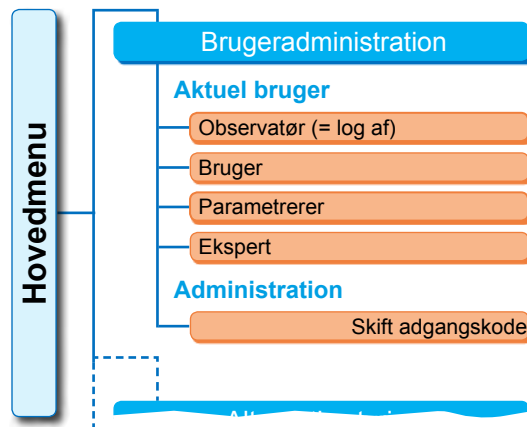 Hovedmenu
Brugeradministration
Aktuel bruger
Observatør (= log af)
Bruger
Parametrerer
Ekspert
Administration
Skift adgangskode